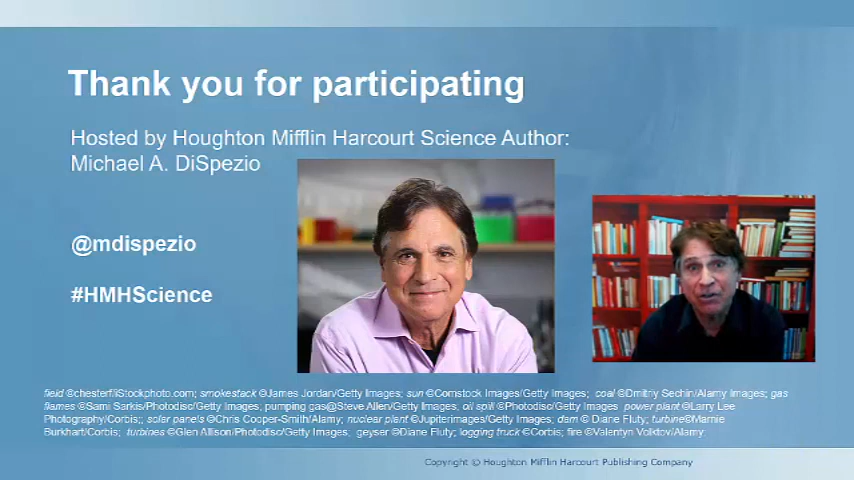 Thank you for participating
Hosted by Houghton Mifflin Harcourt Science Author:
Michael A. DiSpezio
@mdispezio
#HMHScience
field ©chesterf/iStockphoto.com; smokestack ©James Jordan/Getty Images; sun ©Comstock Images/Getty Images; coal ©Dmitriy Sechin/Alamy Images; gas
flames ©Sami Sarkis/Photodisc/Getty Images; pumping gas@Steve Allen/Getty Images; oil spill ©Photodisc/Getty Images power plant ©Larry Lee
Photography/Corbis;; solar panels ©Chris Cooper-Smith/Alamy; nuclear plant ©Jupiterimages/Getty Images; dam © Diane Fluty; turbine©Marnie
Burkhart/Corbis; turbines ©Glen Allison/Photodisc/Getty Images; geyser ©Diane Fluty; logging truck ©Corbis; fire ©Valentyn Volktov/Alamy
Copyright © Houghton Mifflin Harcourt Publishing Company